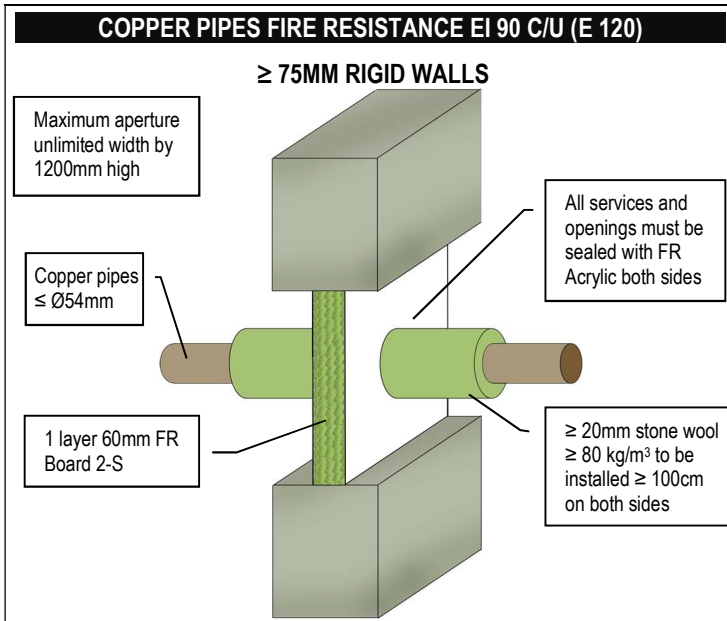 COPPER PIPES FIRE RESISTANCE EI 90 C/U (E 120)
≥ 75MM RIGID WALLS
Maximum aperture
unlimited width by
1200mm high
All services and
openings must be
sealed with FR
Acrylic both sides
Copper pipes
≤ Ø54mm
1 layer 60mm FR
Board 2-S
≥ 20mm stone wool
≥ 80 kg/m³ to be
installed ≥ 100cm
on both sides